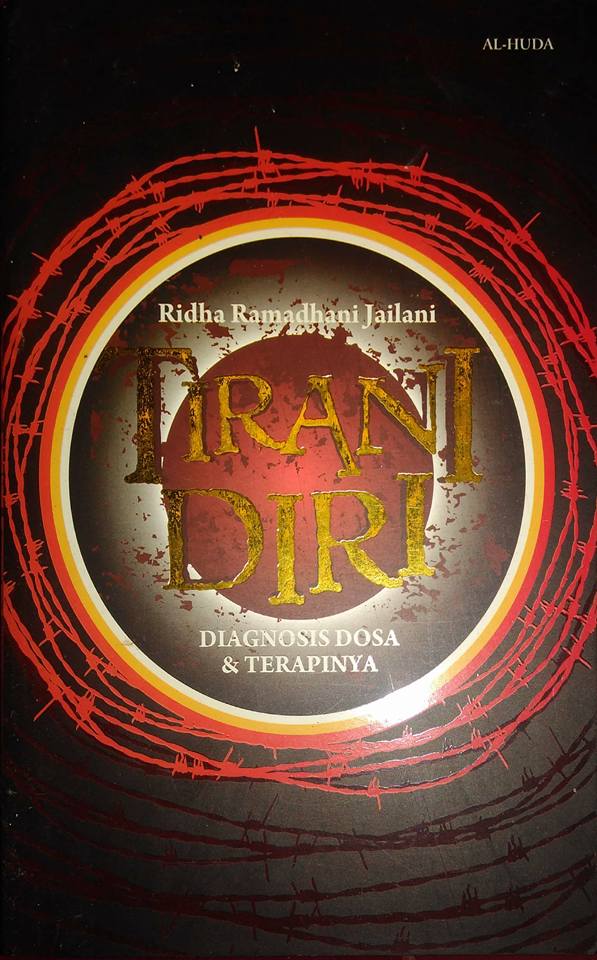 AL-HUDA
Ridha Ramadhani Jailani
TIRANI
DIRI
DIAGNOSIS DOSA
& TERAPINYA